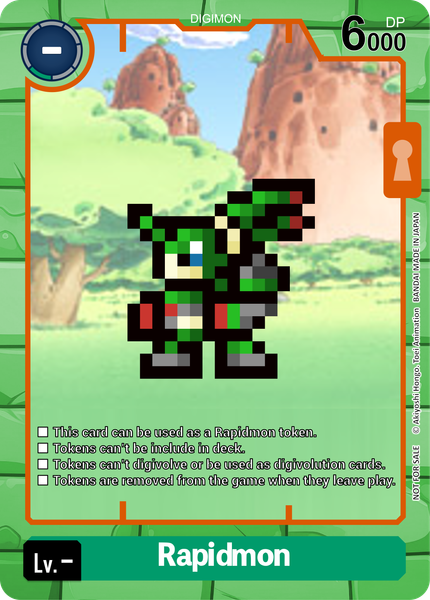 DIGIMON
-
DP
6000
☐ This card can be used as a Rapidmon token.
☐ Tokens can't be include in deck.
☐ Tokens can't digivolve or be used as digivolution cards.
☐ Tokens are removed from the game when they leave play.
NOT FOR SALE © Akiyoshi Hongo, Toei Animation BANDAI MADE IN JAPAN
Lv.-
Rapidmon